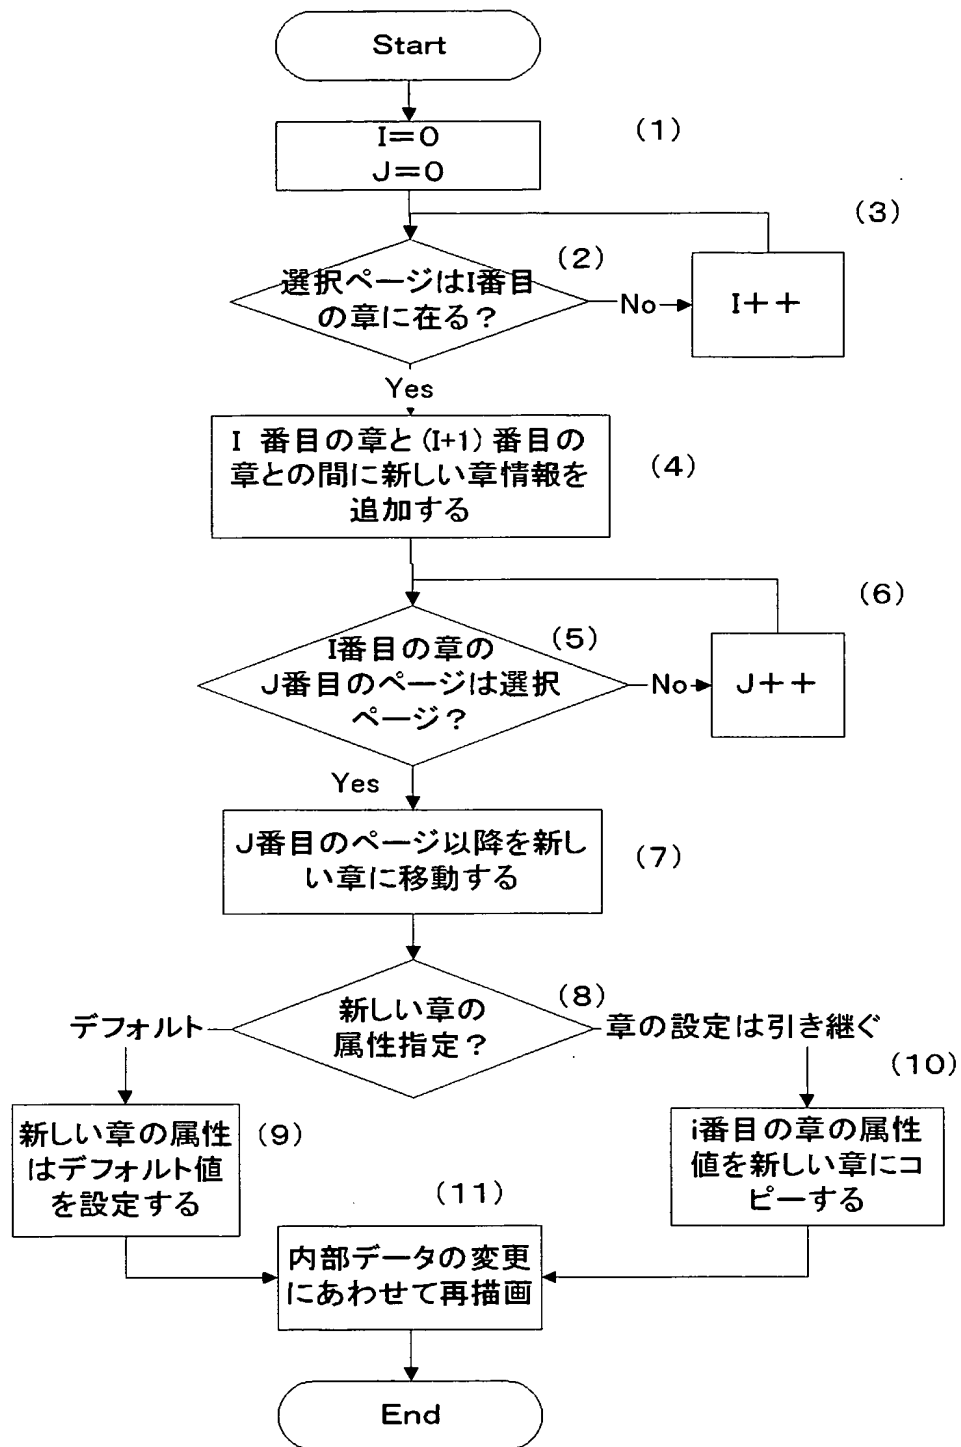 Start
(1)
I=0
J=0
(3)
(2)
選択ページはI番目
の章に在る?
No
I++
Yes
I 番目の章と(I+1)番目の
章との間に新しい章情報を
追加する
(4)
(6)
(5)
I番目の章の
J番目のページは選択
ページ?
No
J++
Yes
J番目のページ以降を新し
い章に移動する
(7)
(8)
新しい章の
属性指定?
デフォルト
章の設定は引き継ぐ
(10)
新しい章の属性
はデフォルト値
を設定する
(9)
i番目の章の属性
値を新しい章にコ
ピーする
(11)
内部データの変更
にあわせて再描画
End